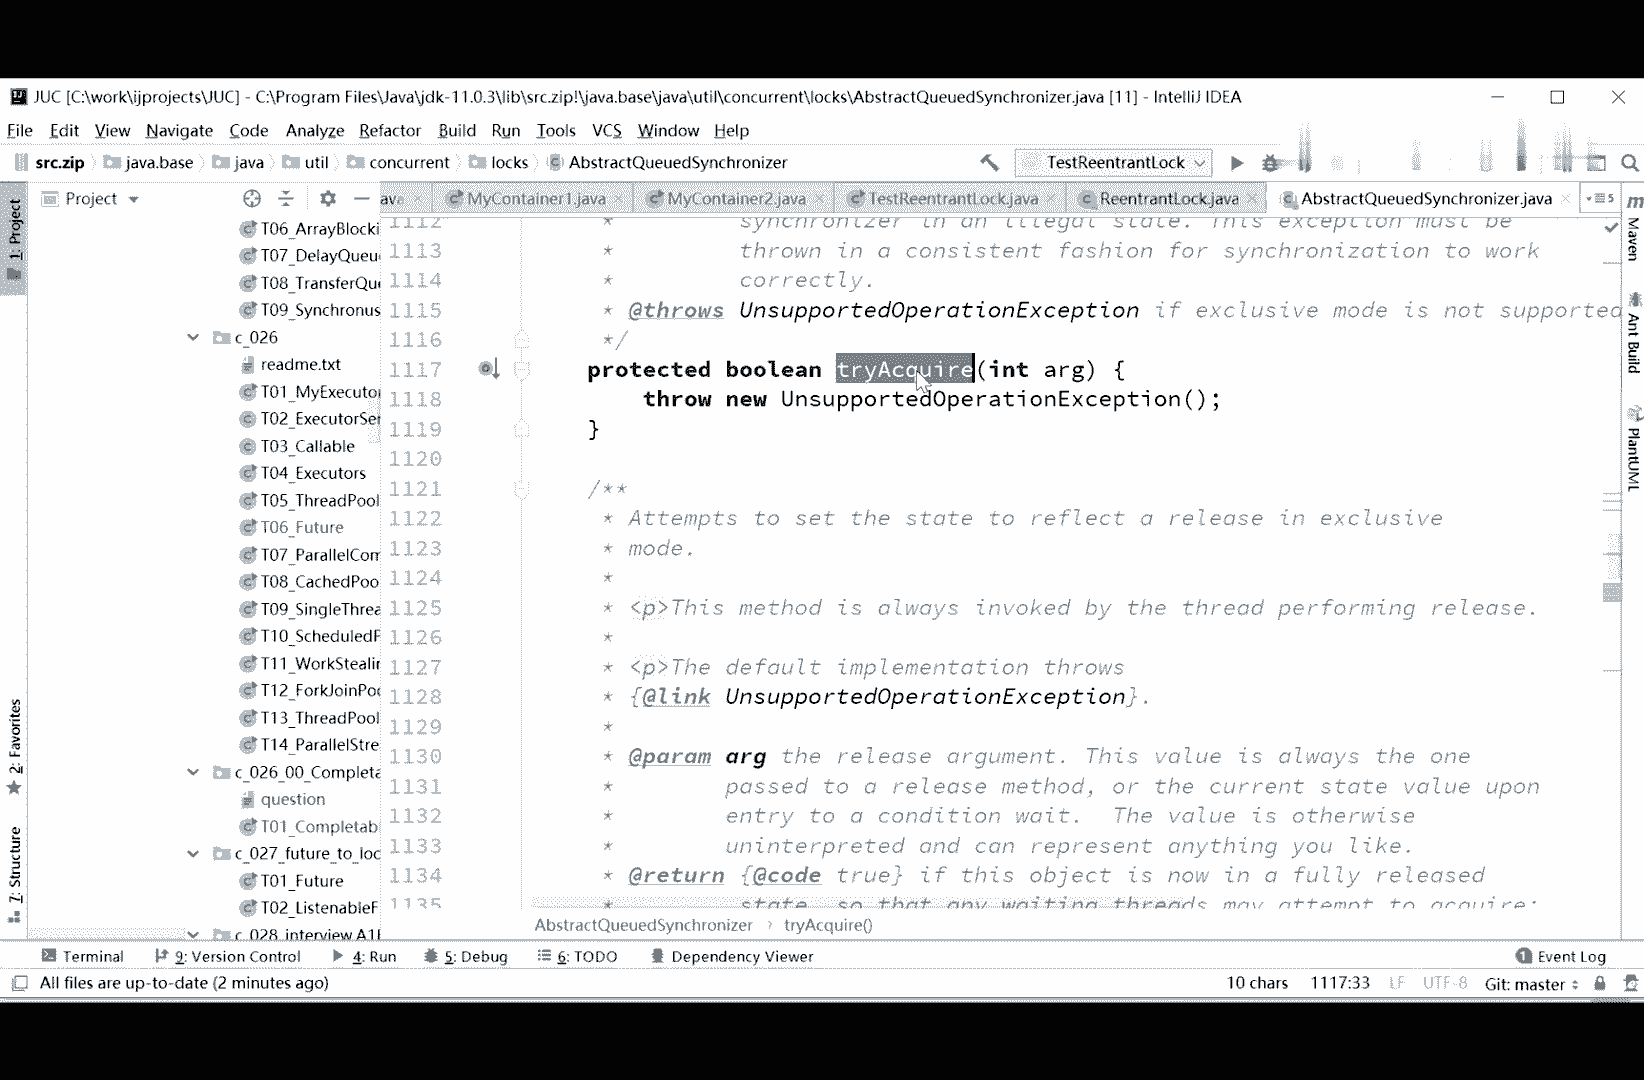 JUC [C:\work\ijprojects\JUC] - C:\Program Files\Java\jdk-11.0.3\lib\src.zip!\java.base\java\util\concurrent\locks\AbstractQueuedSynchronizer.java [11] - IntelliJ IDEA
File Edit View Navigate Code Analyze Refactor Build Run Tools VCS Window Help
src.zip java.base java util concurrent locks AbstractQueuedSynchronizer TestReentrantLock
Project ava MyContainer1.java MyContainer2.java TestReentrantLock.java ReentrantLock.java AbstractQueuedSynchronizer.java 5
1: Project
2: Favorites
7: Structure
T06_ArrayBlocki
T07_DelayQueu
T08_TransferQu
T09_Synchronus
c_026
readme.txt
T01_MyExecuto
T02_ExecutorSe
T03_Callable
T04_Executors
T05_ThreadPool
T06_Future
T07_ParallelCom
T08_CachedPoo
T09_SingleThrea
T10_ScheduledP
T11_WorkStealin
T12_ForkJoinPoo
T13_ThreadPool
T14_ParallelStre
c_026_00_Completa
question
T01_Completab
c_027_future_to_loc
T01_Future
T02_ListenableF
c_028_interview A1
1112 * synchronizer in an illegal state. This exception must be
1113 * thrown in a consistent fashion for synchronization to work
1114 * correctly.
1115 * @throws UnsupportedOperationException if exclusive mode is not supported
1116 */
1117 protected boolean tryAcquire(int arg) {
1118 throw new UnsupportedOperationException();
1119 }
1120
1121 /**
1122 * Attempts to set the state to reflect a release in exclusive
1123 * mode.
1124 *
1125 * <p>This method is always invoked by the thread performing release.
1126 *
1127 * <p>The default implementation throws
1128 * {@link UnsupportedOperationException}.
1129 *
1130 * @param arg the release argument. This value is always the one
1131 * passed to a release method, or the current state value upon
1132 * entry to a condition wait. The value is otherwise
1133 * uninterpreted and can represent anything you like.
1134 * @return {@code true} if this object is now in a fully released
1135 * state, so that any waiting threads may attempt to acquire;
AbstractQueuedSynchronizer › tryAcquire()
Maven
Ant Build
PlantUML
Terminal 9: Version Control 4: Run 5: Debug 6: TODO Dependency Viewer 1 Event Log
All files are up-to-date (2 minutes ago) 10 chars 1117:33 LF UTF-8 Git: master